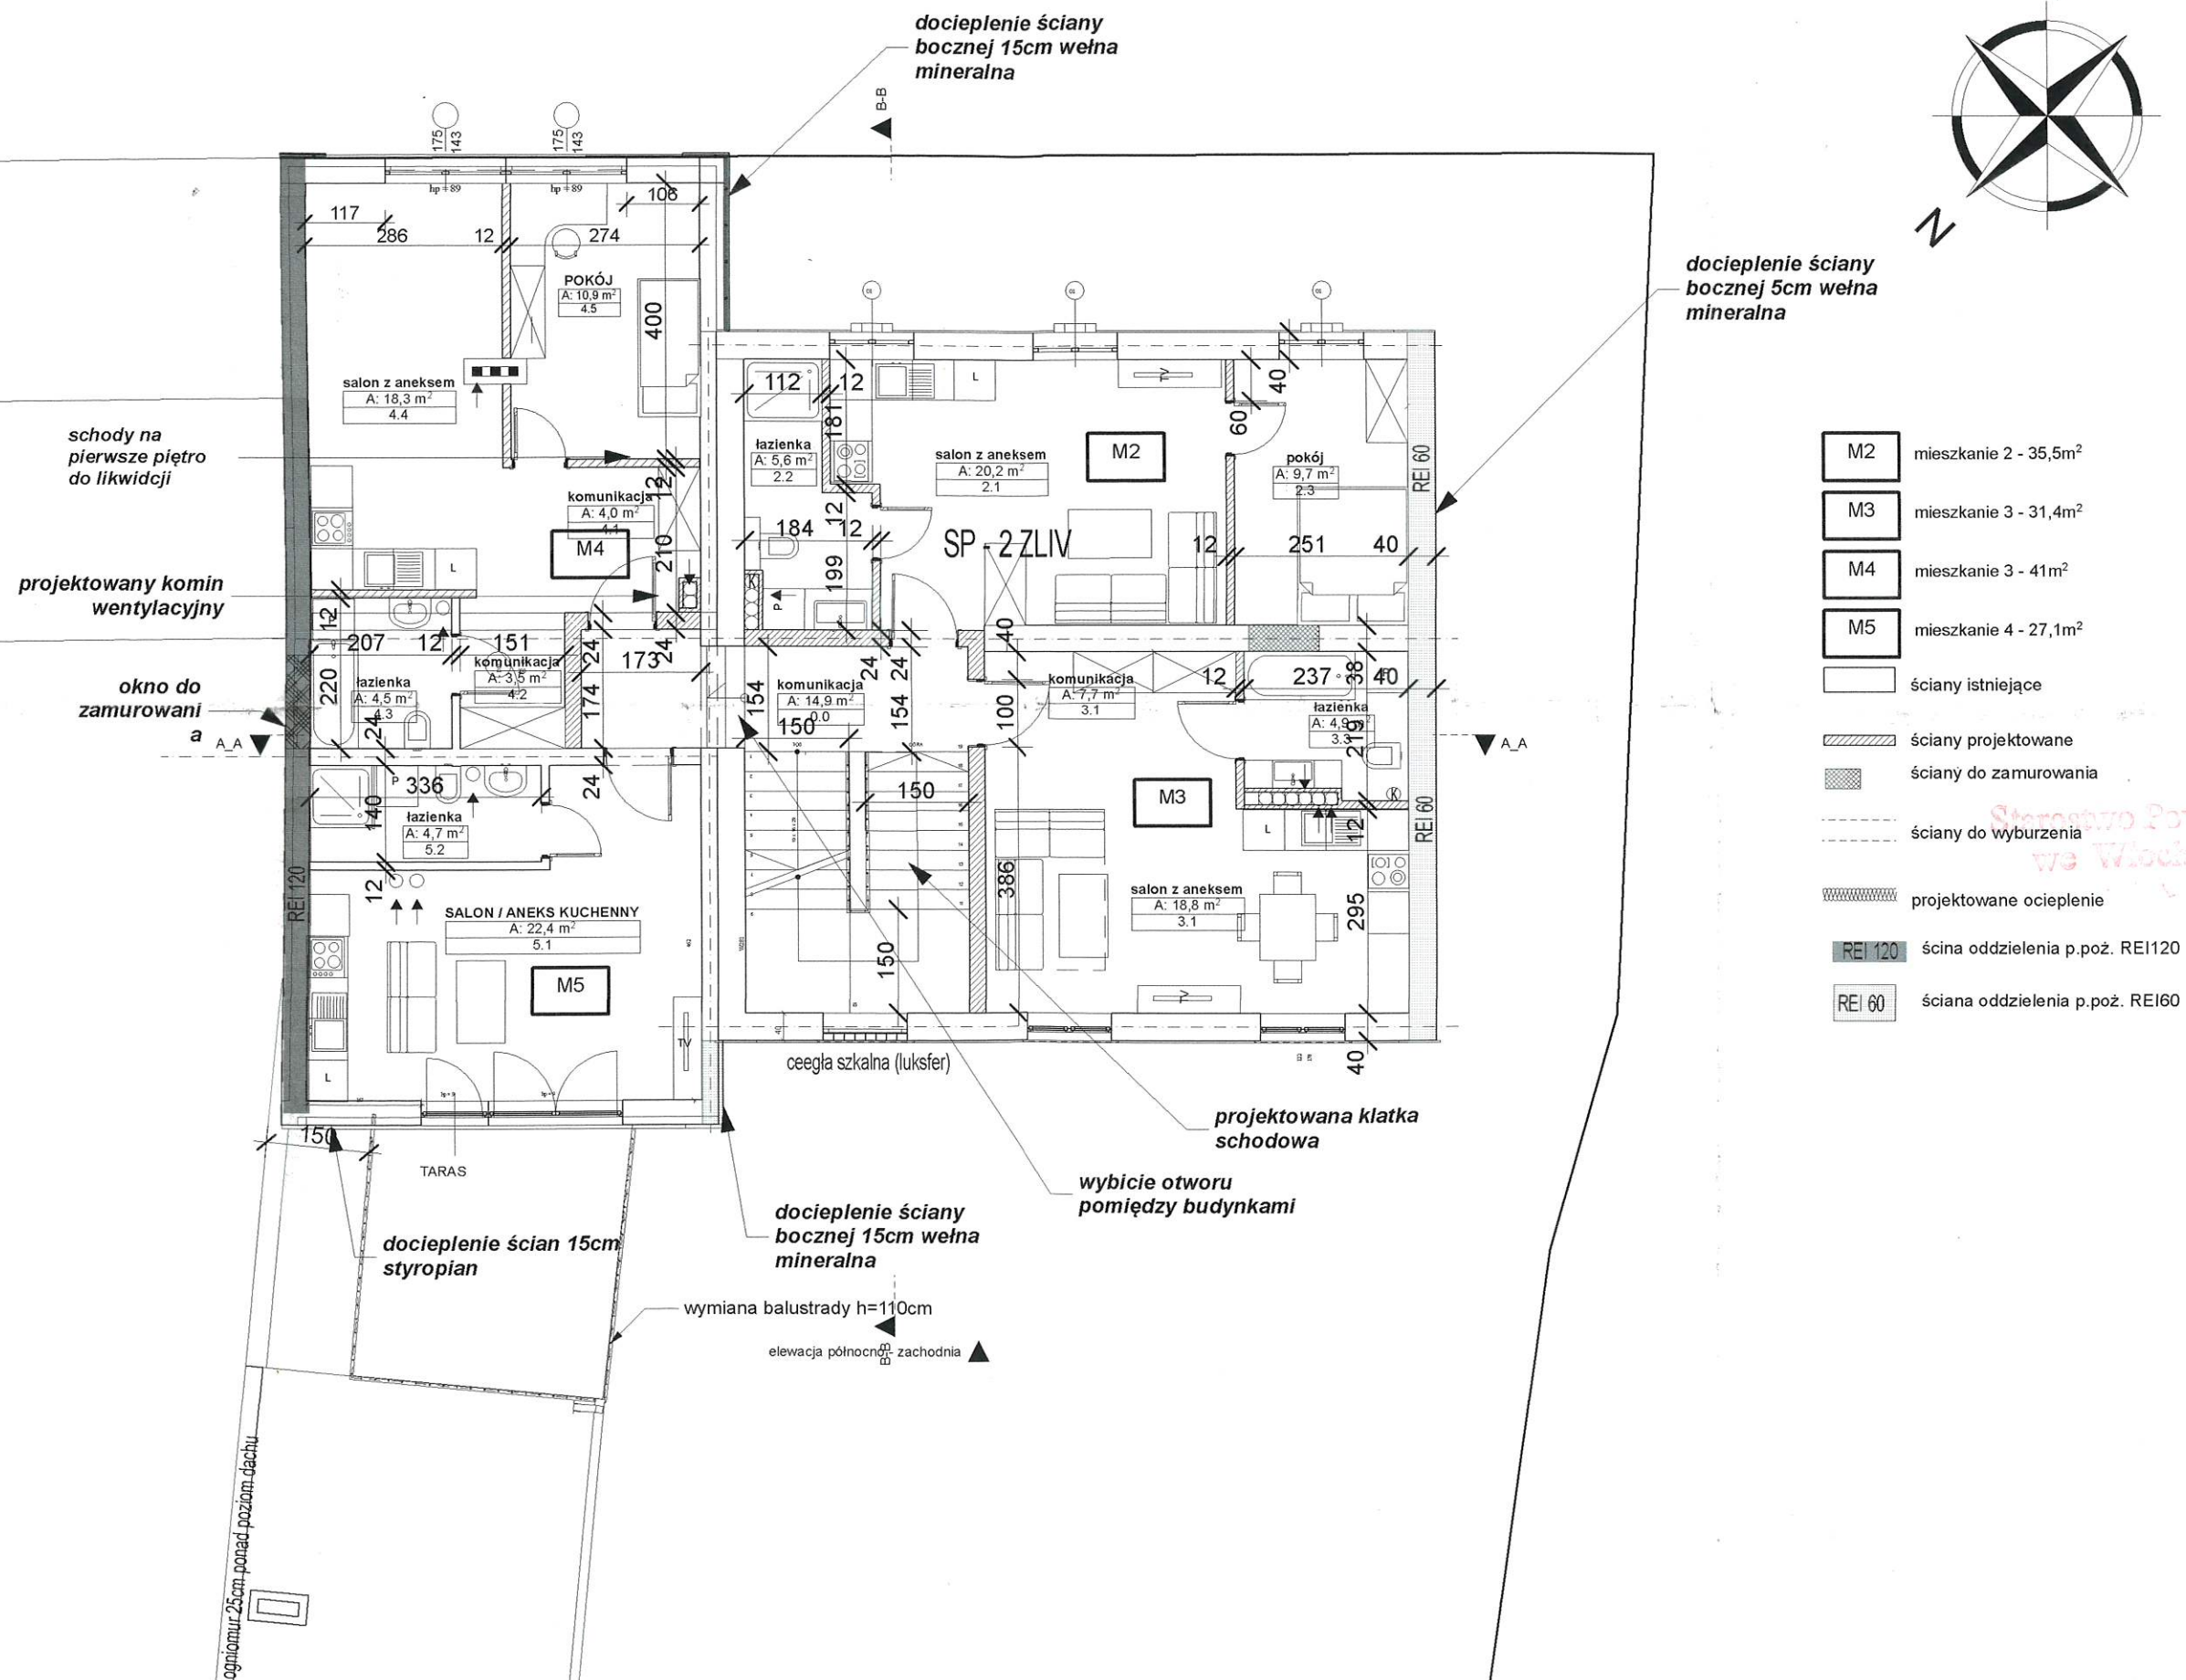 docieplenie ściany
bocznej 15cm wełna
mineralna
B-B
N
175
143
175
143
hp = 89
hp = 89
117
106
286
12
274
POKÓJ
A: 10,9 m²
4.5
400
salon z aneksem
A: 18,3 m²
4.4
schody na
pierwsze piętro
do likwidcji
komunikacja
A: 4,0 m²
4.1
12
12
M4
210
L
projektowany komin
wentylacyjny
12
207
12
151
24
173
24
220
łazienka
A: 4,5 m²
4.3
komunikacja
A: 3,5 m²
4.2
174
24
okno do
zamurowani
a
A_A
24
P
336
140
łazienka
A: 4,7 m²
5.2
12
REI 120
SALON / ANEKS KUCHENNY
A: 22,4 m²
5.1
M5
TV
L
150
TARAS
docieplenie ściany
bocznej 5cm wełna
mineralna
112
12
181
łazienka
A: 5,6 m²
2.2
L
TV
salon z aneksem
A: 20,2 m²
2.1
M2
60
40
pokój
A: 9,7 m²
2.3
REI 60
12
184
12
199
K
P
SP 2 ZLIV
12
251
40
24
24
40
154
komunikacja
A: 14,9 m²
0.0
150
154
100
komunikacja
A: 7,7 m²
3.1
12
237
38
40
łazienka
A: 4,9
3.3
219
A_A
150
M3
K
L
12
REI 60
386
salon z aneksem
A: 18,8 m²
3.1
295
150
TV
40
40
ceegła szkalna (luksfer)
projektowana klatka
schodowa
wybicie otworu
pomiędzy budynkami
docieplenie ściany
bocznej 15cm wełna
mineralna
docieplenie ścian 15cm
styropian
wymiana balustrady h=110cm
B-B
elewacja północno - zachodnia
ogniomur 25cm ponad poziom dachu
M2
mieszkanie 2 - 35,5m²
M3
mieszkanie 3 - 31,4m²
M4
mieszkanie 3 - 41m²
M5
mieszkanie 4 - 27,1m²
ściany istniejące
ściany projektowane
ściany do zamurowania
ściany do wyburzenia
Starostwo
we
projektowane ocieplenie
REI 120
ścina oddzielenia p.poż. REI120
REI 60
ściana oddzielenia p.poż. REI60